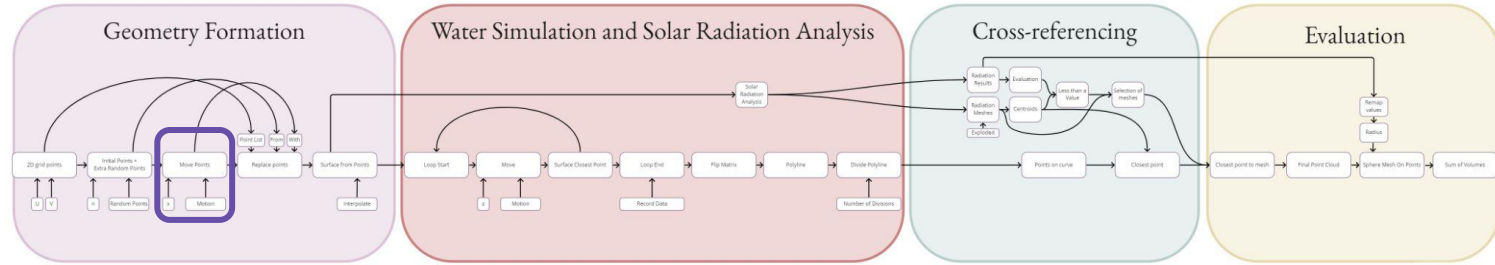 Geometry Formation
Water Simulation and Solar Radiation Analysis
Cross-referencing
Evaluation
Point List
From
With
2D grid points
Initial Points +
Extra Random Points
Move Points
Replace points
Surface from Points
U
V
n
Random Points
Motion
Interpolate
Solar
Radiation
Analysis
Loop Start
Move
Surface Closest Point
Loop End
Flip Matrix
Polyline
Divide Polyline
z
Motion
Record Data
Number of Divisions
Radiation
Results
Evaluation
Less than a
Value
Selection of
meshes
Radiation
Meshes
Centroids
Exploded
Points on curve
Closest point
Remap
values
Radius
Closest point to mesh
Final Point Cloud
Sphere Mesh On Points
Sum of Volumes